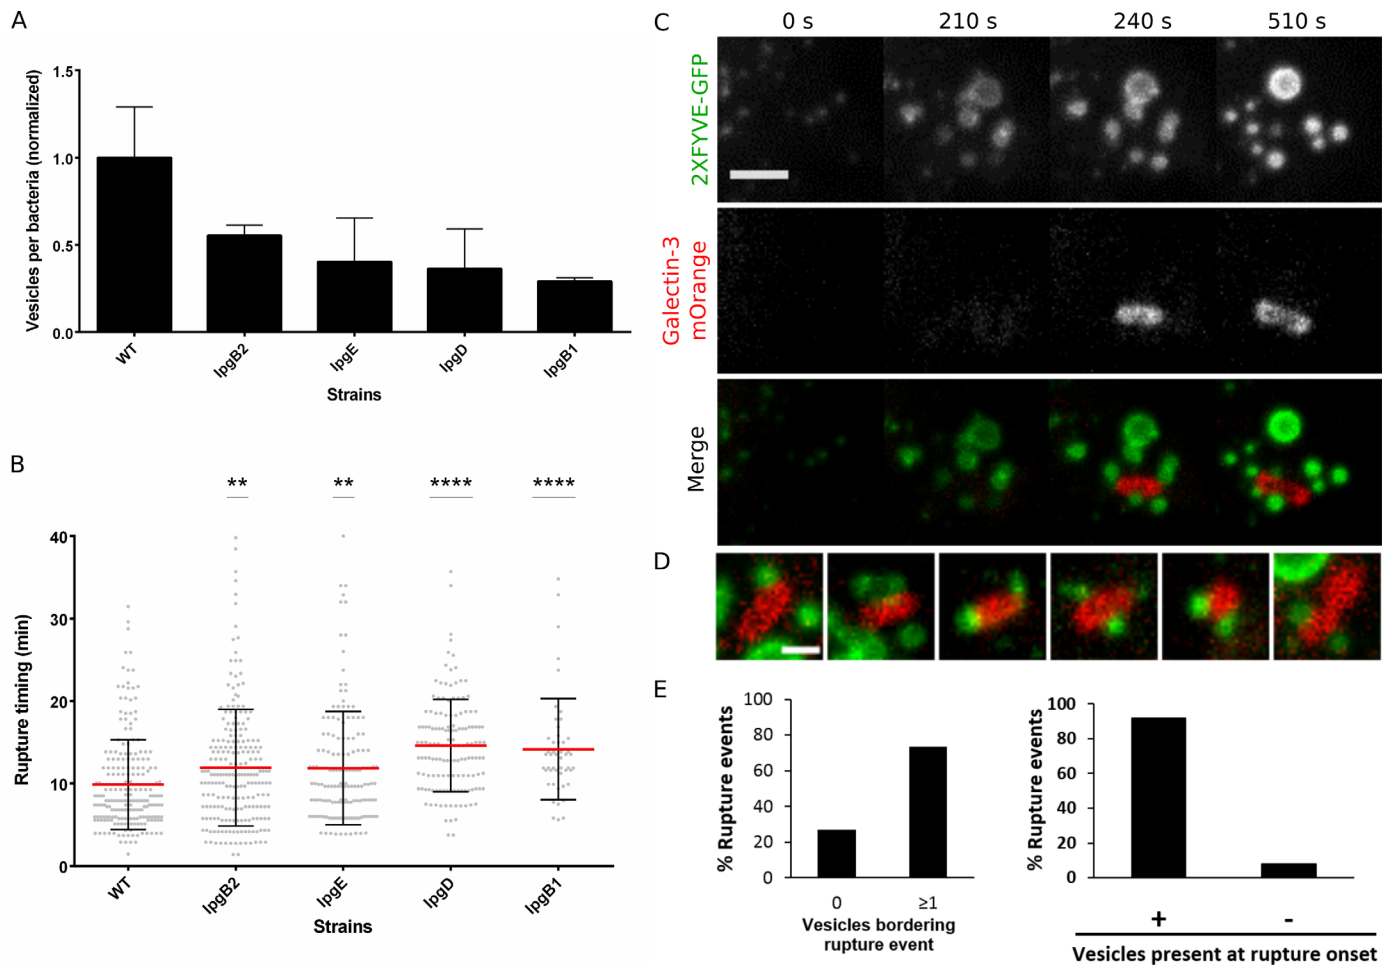 A
Vesicles per bacteria (normalized)
1.5
1.0
0.5
0.0
WT
IpgB2
IpgE
IpgD
IpgB1
Strains
B
** ** **** ****
Rupture timing (min)
40
30
20
10
0
WT
IpgB2
IpgE
IpgD
IpgB1
Strains
C
0 s 210 s 240 s 510 s
2XFYVE-GFP
Galectin-3
mOrange
Merge
D
E
% Rupture events
100
80
60
40
20
0
0 ≥1
Vesicles bordering
rupture event
% Rupture events
100
80
60
40
20
0
+ -
Vesicles present at rupture onset